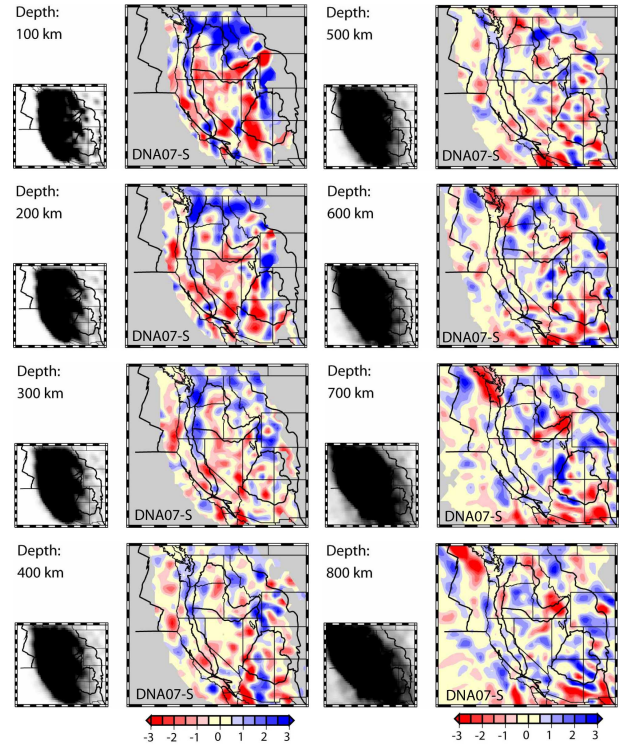 Depth:
100 km
DNA07-S
Depth:
500 km
DNA07-S
Depth:
200 km
DNA07-S
Depth:
600 km
DNA07-S
Depth:
300 km
DNA07-S
Depth:
700 km
DNA07-S
Depth:
400 km
DNA07-S
Depth:
800 km
DNA07-S
-3 -2 -1 0 1 2 3
-3 -2 -1 0 1 2 3